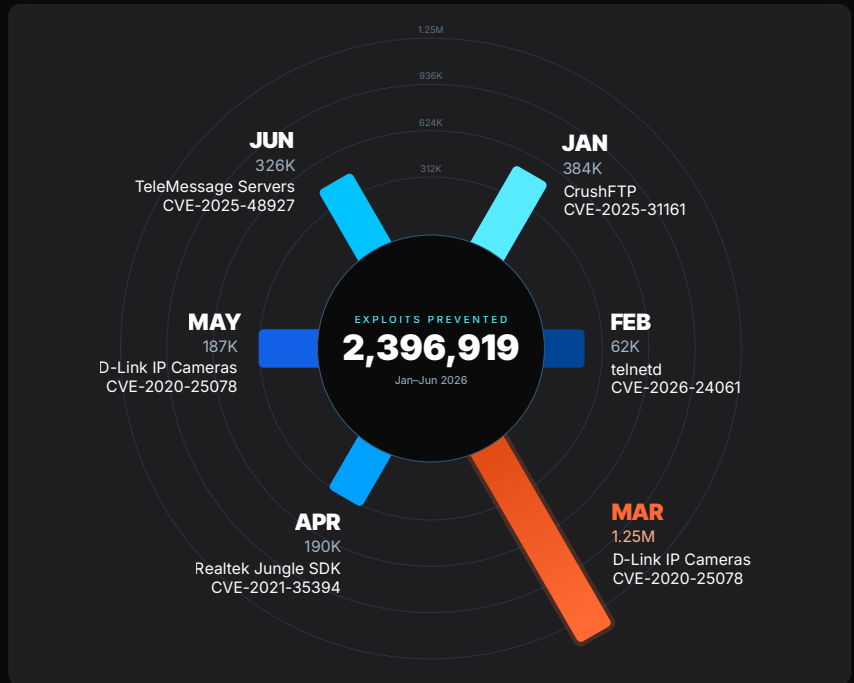 1.25M
936K
624K
312K
JAN
384K
CrushFTP
CVE-2025-31161
FEB
62K
telnetd
CVE-2026-24061
MAR
1.25M
D-Link IP Cameras
CVE-2020-25078
APR
190K
Realtek Jungle SDK
CVE-2021-35394
MAY
187K
D-Link IP Cameras
CVE-2020-25078
JUN
326K
TeleMessage Servers
CVE-2025-48927
EXPLOITS PREVENTED
2,396,919
Jan–Jun 2026